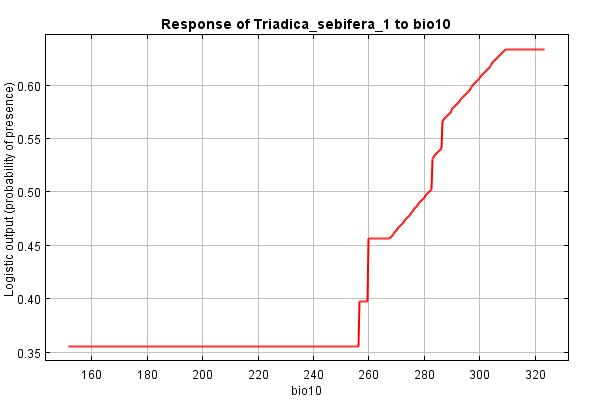 Response of Triadica_sebifera_1 to bio10
Logistic output (probability of presence)
0.60
0.55
0.50
0.45
0.40
0.35
160 180 200 220 240 260 280 300 320
bio10